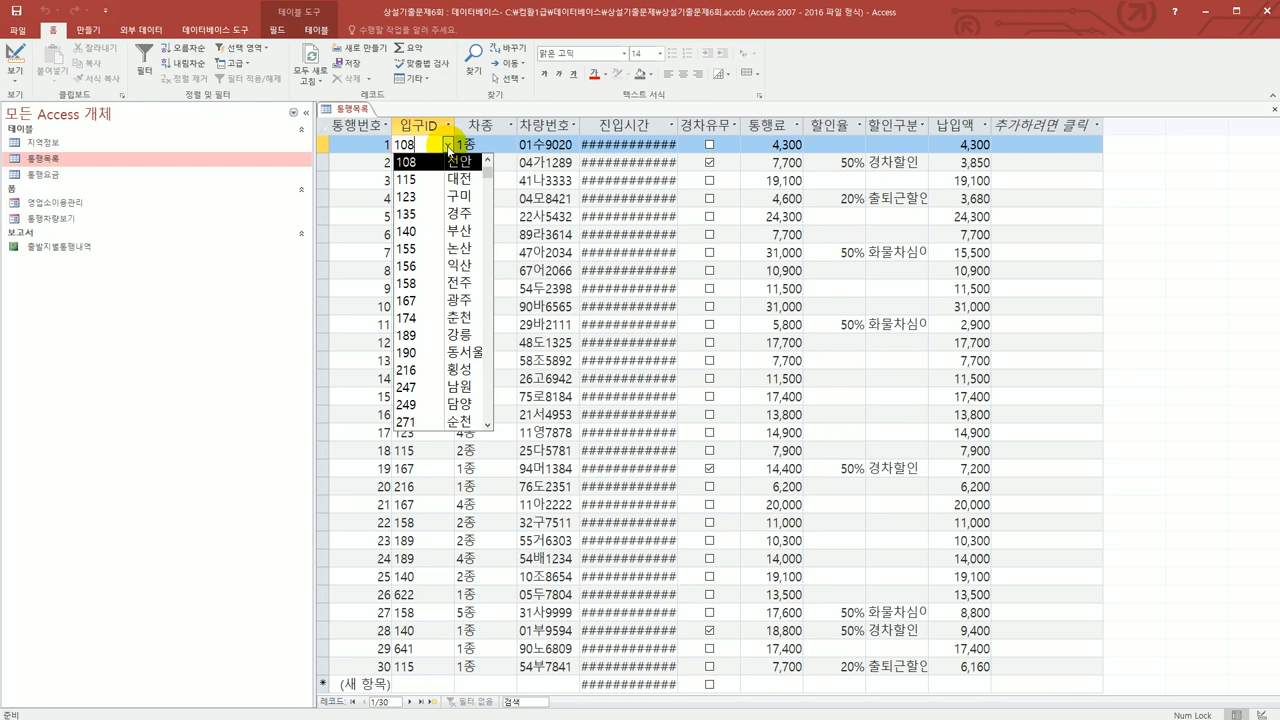 테이블 도구
상설기출문제6회 : 데이터베이스- C:₩컴활1급₩데이터베이스₩상설기출문제₩상설기출문제6회.accdb (Access 2007 - 2016 파일 형식) - Access
파일 홈 만들기 외부 데이터 데이터베이스 도구 필드 테이블 수행할 작업을 알려 주세요.
보기 붙여넣기 잘라내기 복사 서식 복사 필터 오름차순 내림차순 정렬 제거 선택 영역 고급 필터 적용/해제 모두 새로 고침 새로 만들기 저장 삭제 요약 맞춤법 검사 기타 찾기 바꾸기 이동 선택 맑은 고딕 14 가 가 가 가
보기 클립보드 정렬 및 필터 레코드 찾기 텍스트 서식
모든 Access 개체
테이블
지역정보
통행목록
통행요금
폼
영업소이용관리
통행차량보기
보고서
출발지별통행내역
통행목록
통행번호 입구ID 차종 차량번호 진입시간 경차유무 통행료 할인율 할인구분 납입액 추가하려면 클릭
1 108 1종 01수9020 ########### 4,300 4,300
108 천안
115 대전
123 구미
135 경주
140 부산
155 논산
156 익산
158 전주
167 광주
174 춘천
189 강릉
190 동서울
216 횡성
247 남원
249 담양
271 순천
2 04가1289 ########### 7,700 50% 경차할인 3,850
3 41나3333 ########### 19,100 19,100
4 04모8421 ########### 4,600 20% 출퇴근할인 3,680
5 22사5432 ########### 24,300 24,300
6 89라3614 ########### 7,700 7,700
7 47아2034 ########### 31,000 50% 화물차심야 15,500
8 67어2066 ########### 10,900 10,900
9 54두2398 ########### 11,500 11,500
10 90바6565 ########### 31,000 31,000
11 29바2111 ########### 5,800 50% 화물차심야 2,900
12 48도1325 ########### 17,700 17,700
13 58조5892 ########### 7,700 7,700
14 26고6942 ########### 11,500 11,500
15 75로8184 ########### 17,400 17,400
16 21서4953 ########### 13,800 13,800
17 123 4종 11영7878 ########### 14,900 14,900
18 115 2종 25다5781 ########### 7,900 7,900
19 167 1종 94머1384 ########### 14,400 50% 경차할인 7,200
20 216 1종 76도2351 ########### 6,200 6,200
21 167 4종 11아2222 ########### 20,000 20,000
22 158 2종 32구7511 ########### 11,000 11,000
23 189 2종 55거6303 ########### 10,300 10,300
24 189 4종 54배1234 ########### 14,000 14,000
25 140 2종 10조8654 ########### 19,100 19,100
26 622 1종 05두7804 ########### 13,500 13,500
27 158 5종 31사9999 ########### 17,600 50% 화물차심야 8,800
28 140 1종 01부9594 ########### 18,800 50% 경차할인 9,400
29 641 1종 90노6809 ########### 17,400 17,400
30 115 1종 54부7841 ########### 7,700 20% 출퇴근할인 6,160
* (새 항목) ###########
레코드: 1/30 필터 없음 검색
준비 Num Lock